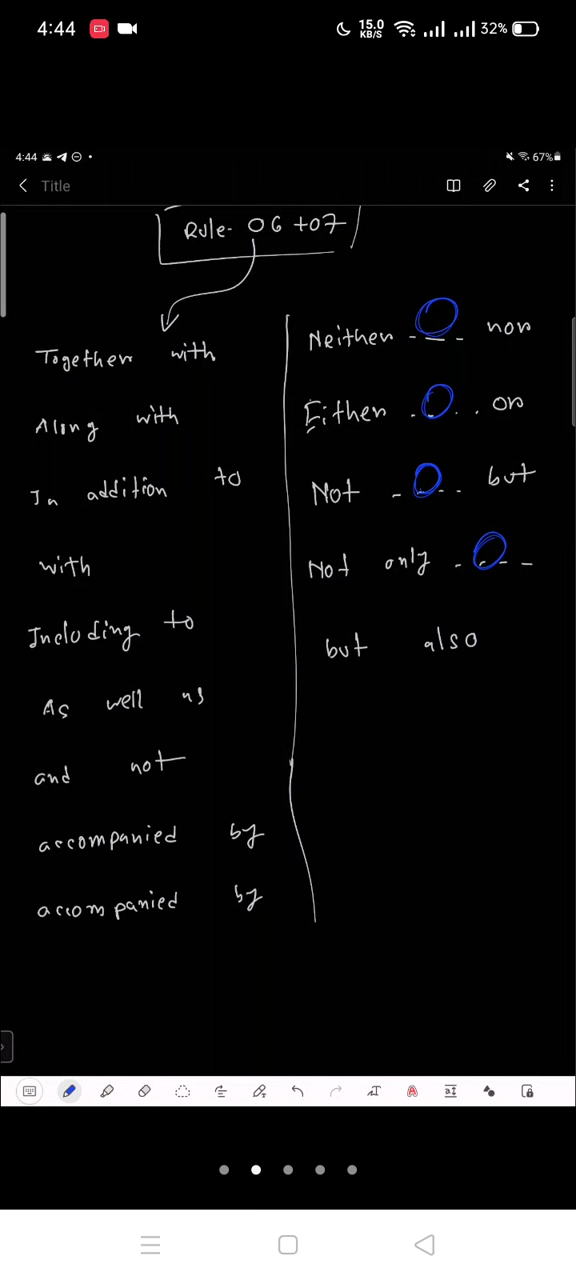 4:44
15.0
KB/S
32%
4:44
67%
Title
Rule- 06 +07
Together with
Along with
In addition to
with
Including to
As well as
and not
accompanied by
accompanied by
Neither - - - nor
Either . . . or
Not - - - but
Not only - - -
but also